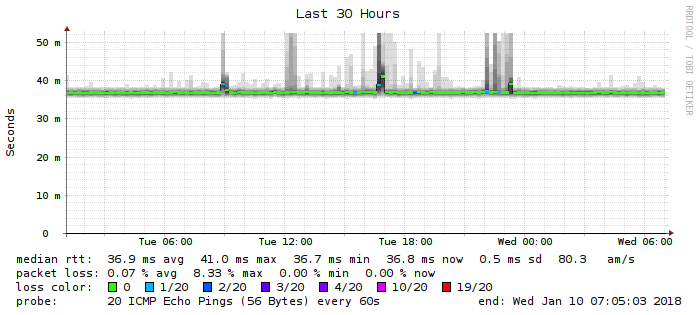 Last 30 Hours
RRDTOOL / TOBI OETIKER
Seconds
50 m
40 m
30 m
20 m
10 m
0
Tue 06:00 Tue 12:00 Tue 18:00 Wed 00:00 Wed 06:00
median rtt: 36.9 ms avg 41.0 ms max 36.7 ms min 36.8 ms now 0.5 ms sd 80.3 am/s
packet loss: 0.07 % avg 8.33 % max 0.00 % min 0.00 % now
loss color: 0 1/20 2/20 3/20 4/20 10/20 19/20
probe: 20 ICMP Echo Pings (56 Bytes) every 60s end: Wed Jan 10 07:05:03 2018